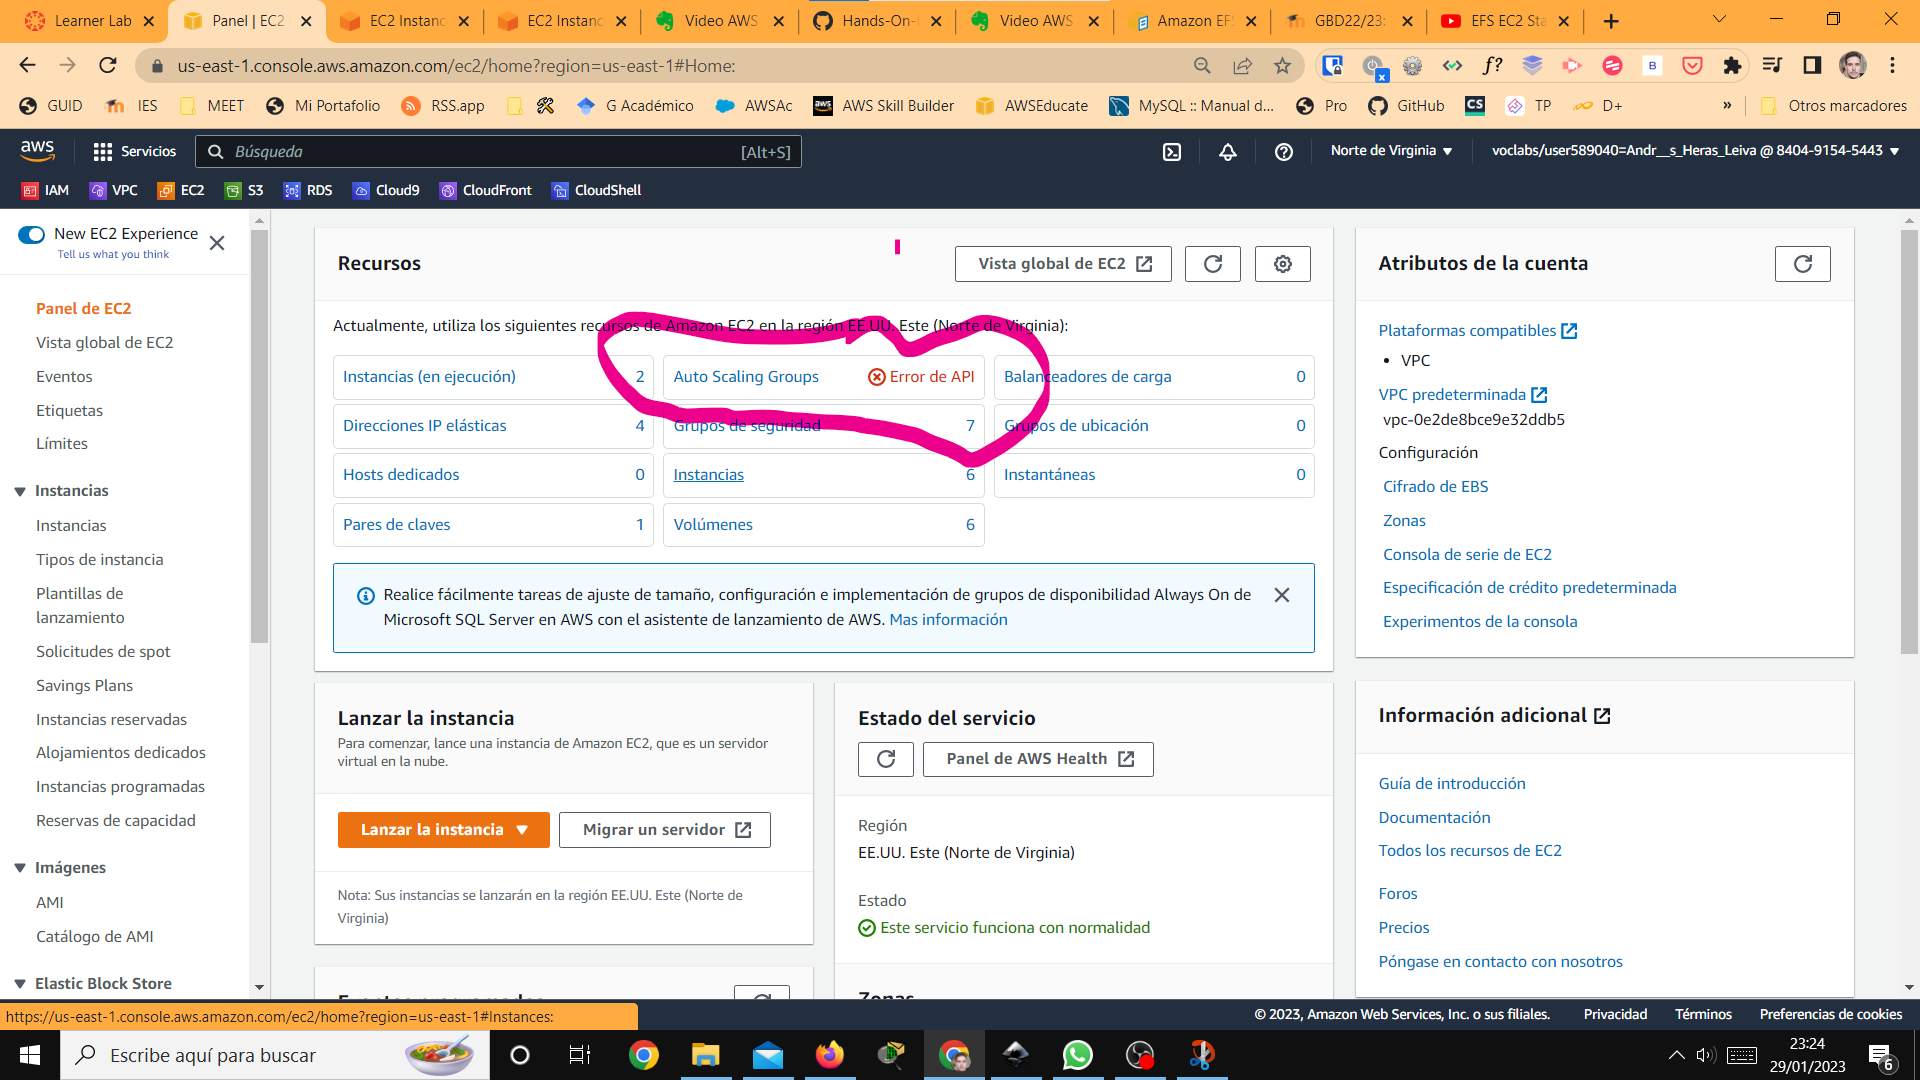 Learner Lab
Panel | EC2
EC2 Instanc
EC2 Instanc
Video AWS
Hands-On-
Video AWS
Amazon EFS
GBD22/23:
EFS EC2 Sta
us-east-1.console.aws.amazon.com/ec2/home?region=us-east-1#Home:
GUID
IES
MEET
Mi Portafolio
RSS.app
G Académico
AWSAc
AWS Skill Builder
AWSEducate
MySQL :: Manual d...
Pro
GitHub
CS
TP
D+
»
Otros marcadores
aws
Servicios
Búsqueda
[Alt+S]
Norte de Virginia
voclabs/user589040=Andr__s_Heras_Leiva @ 8404-9154-5443
IAM
VPC
EC2
S3
RDS
Cloud9
CloudFront
CloudShell
New EC2 Experience
Tell us what you think
Panel de EC2
Vista global de EC2
Eventos
Etiquetas
Límites
Instancias
Instancias
Tipos de instancia
Plantillas de
lanzamiento
Solicitudes de spot
Savings Plans
Instancias reservadas
Alojamientos dedicados
Instancias programadas
Reservas de capacidad
Imágenes
AMI
Catálogo de AMI
Elastic Block Store
Recursos
Vista global de EC2
Actualmente, utiliza los siguientes recursos de Amazon EC2 en la región EE.UU. Este (Norte de Virginia):
Instancias (en ejecución) 2
Auto Scaling Groups Error de API
Balanceadores de carga 0
Direcciones IP elásticas 4
Grupos de seguridad 7
Grupos de ubicación 0
Hosts dedicados 0
Instancias 6
Instantáneas 0
Pares de claves 1
Volúmenes 6
Realice fácilmente tareas de ajuste de tamaño, configuración e implementación de grupos de disponibilidad Always On de
Microsoft SQL Server en AWS con el asistente de lanzamiento de AWS. Mas información
Lanzar la instancia
Para comenzar, lance una instancia de Amazon EC2, que es un servidor
virtual en la nube.
Lanzar la instancia
Migrar un servidor
Nota: Sus instancias se lanzarán en la región EE.UU. Este (Norte de
Virginia)
Estado del servicio
Panel de AWS Health
Región
EE.UU. Este (Norte de Virginia)
Estado
Este servicio funciona con normalidad
Zonas
Atributos de la cuenta
Plataformas compatibles
• VPC
VPC predeterminada
vpc-0e2de8bce9e32ddb5
Configuración
Cifrado de EBS
Zonas
Consola de serie de EC2
Especificación de crédito predeterminada
Experimentos de la consola
Información adicional
Guía de introducción
Documentación
Todos los recursos de EC2
Foros
Precios
Póngase en contacto con nosotros
https://us-east-1.console.aws.amazon.com/ec2/home?region=us-east-1#Instances:
© 2023, Amazon Web Services, Inc. o sus filiales.
Privacidad
Términos
Preferencias de cookies
Escribe aquí para buscar
23:24
29/01/2023
6